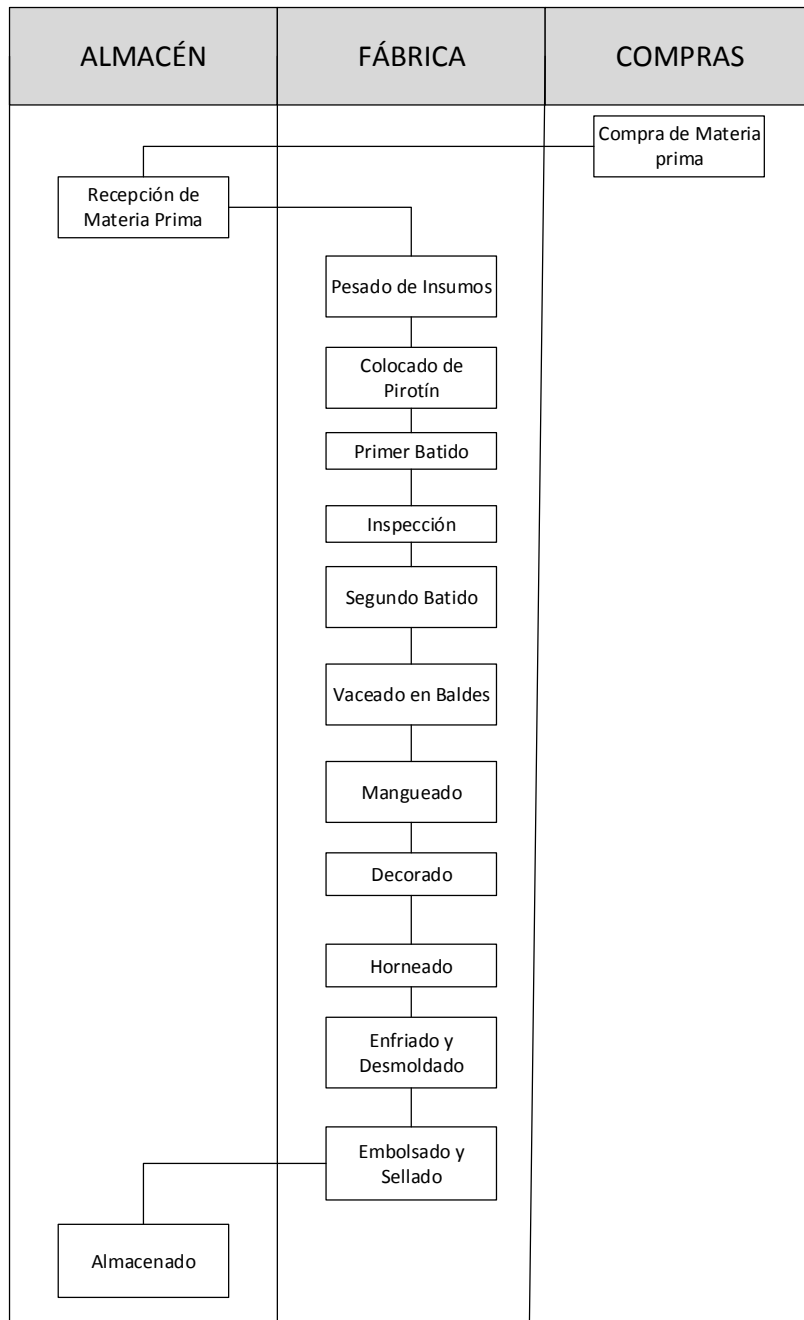 ALMACÉN
FÁBRICA
COMPRAS
Compra de Materia
prima
Recepción de
Materia Prima
Pesado de Insumos
Colocado de
Pirotín
Primer Batido
Inspección
Segundo Batido
Vaceado en Baldes
Mangueado
Decorado
Horneado
Enfriado y
Desmoldado
Embolsado y
Sellado
Almacenado